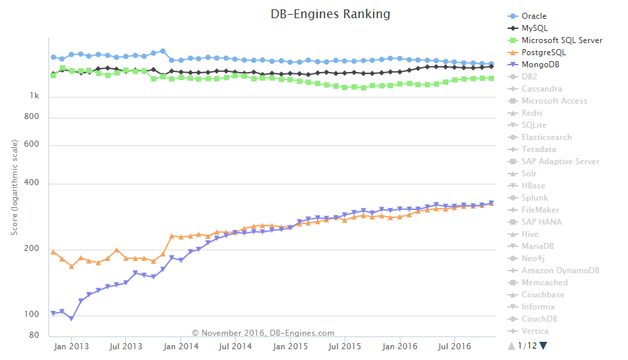 DB-Engines Ranking
Score (logarithmic scale)
1k
800
600
400
200
100
80
Jan 2013
Jul 2013
Jan 2014
Jul 2014
Jan 2015
Jul 2015
Jan 2016
Jul 2016
© November 2016, DB-Engines.com
Oracle
MySQL
Microsoft SQL Server
PostgreSQL
MongoDB
DB2
Cassandra
Microsoft Access
Redis
SQLite
Elasticsearch
Teradata
SAP Adaptive Server
Solr
HBase
Splunk
FileMaker
SAP HANA
Hive
MariaDB
Neo4j
Amazon DynamoDB
Memcached
Couchbase
Informix
CouchDB
Vertica
1/12